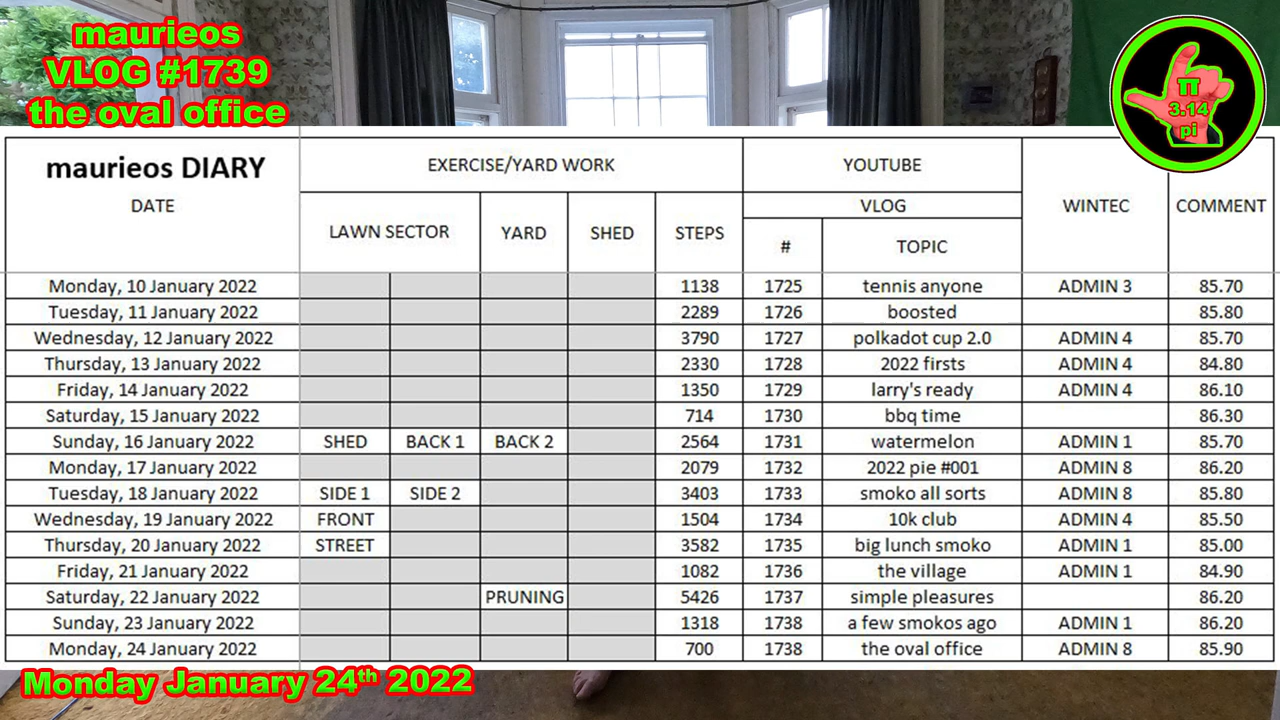 maurieos
VLOG #1739
the oval office
π
3.14
pi
maurieos DIARY
EXERCISE/YARD WORK
YOUTUBE
DATE
WINTEC
COMMENT
VLOG
LAWN SECTOR
YARD
SHED
STEPS
#
TOPIC
Monday, 10 January 2022 1138 1725 tennis anyone ADMIN 3 85.70
Tuesday, 11 January 2022 2289 1726 boosted 85.80
Wednesday, 12 January 2022 3790 1727 polkadot cup 2.0 ADMIN 4 85.70
Thursday, 13 January 2022 2330 1728 2022 firsts ADMIN 4 84.80
Friday, 14 January 2022 1350 1729 larry's ready ADMIN 4 86.10
Saturday, 15 January 2022 714 1730 bbq time 86.30
Sunday, 16 January 2022 SHED BACK 1 BACK 2 2564 1731 watermelon ADMIN 1 85.70
Monday, 17 January 2022 2079 1732 2022 pie #001 ADMIN 8 86.20
Tuesday, 18 January 2022 SIDE 1 SIDE 2 3403 1733 smoko all sorts ADMIN 8 85.80
Wednesday, 19 January 2022 FRONT 1504 1734 10k club ADMIN 4 85.50
Thursday, 20 January 2022 STREET 3582 1735 big lunch smoko ADMIN 1 85.00
Friday, 21 January 2022 1082 1736 the village ADMIN 1 84.90
Saturday, 22 January 2022 PRUNING 5426 1737 simple pleasures 86.20
Sunday, 23 January 2022 1318 1738 a few smokos ago ADMIN 1 86.20
Monday, 24 January 2022 700 1738 the oval office ADMIN 8 85.90
Monday January 24th 2022